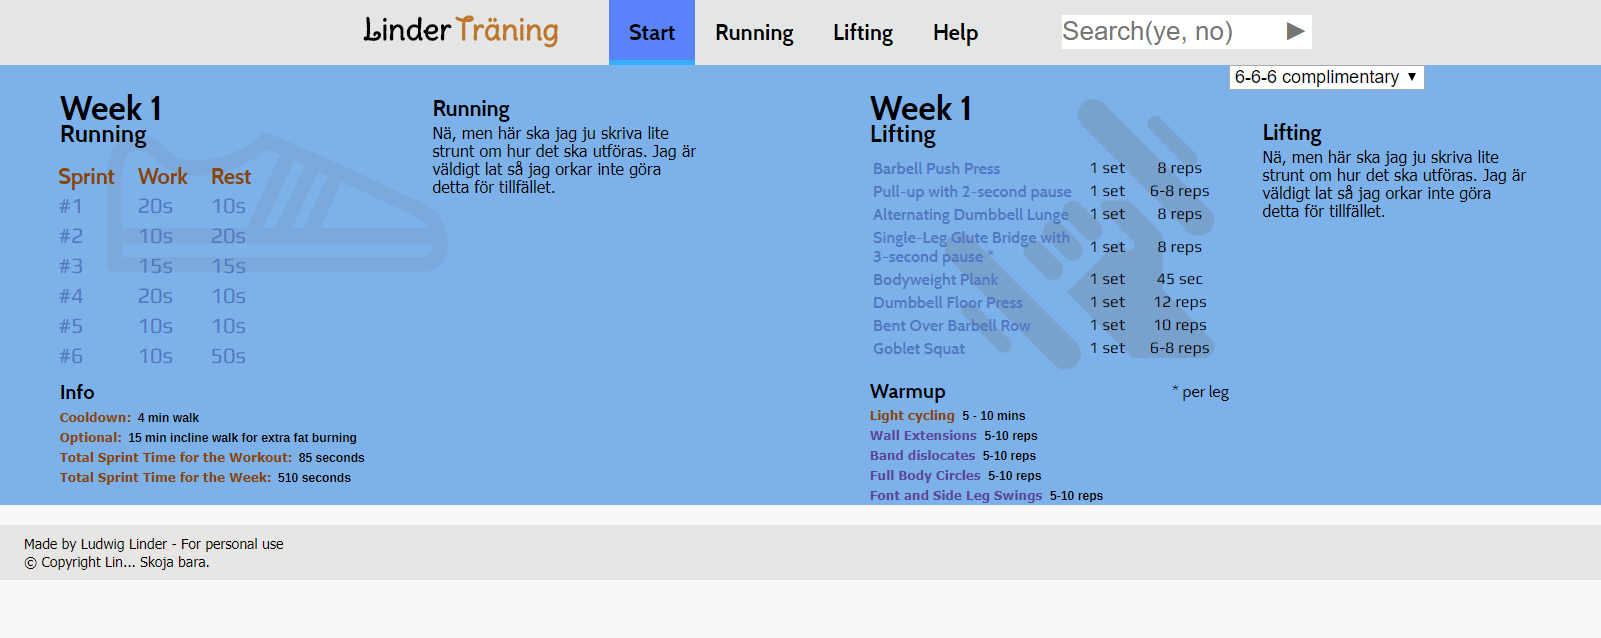 Linder Träning
Start Running Lifting Help
Search(ye, no) ▶
6-6-6 complimentary ▼
Week 1
Running
Sprint Work Rest
#1 20s 10s
#2 10s 20s
#3 15s 15s
#4 20s 10s
#5 10s 10s
#6 10s 50s
Info
Cooldown: 4 min walk
Optional: 15 min incline walk for extra fat burning
Total Sprint Time for the Workout: 85 seconds
Total Sprint Time for the Week: 510 seconds
Running
Nä, men här ska jag ju skriva lite
strunt om hur det ska utföras. Jag är
väldigt lat så jag orkar inte göra
detta för tillfället.
Week 1
Lifting
Barbell Push Press 1 set 8 reps
Pull-up with 2-second pause 1 set 6-8 reps
Alternating Dumbbell Lunge 1 set 8 reps
Single-Leg Glute Bridge with
3-second pause * 1 set 8 reps
Bodyweight Plank 1 set 45 sec
Dumbbell Floor Press 1 set 12 reps
Bent Over Barbell Row 1 set 10 reps
Goblet Squat 1 set 6-8 reps
Warmup * per leg
Light cycling 5 - 10 mins
Wall Extensions 5-10 reps
Band dislocates 5-10 reps
Full Body Circles 5-10 reps
Font and Side Leg Swings 5-10 reps
Lifting
Nä, men här ska jag ju skriva lite
strunt om hur det ska utföras. Jag är
väldigt lat så jag orkar inte göra
detta för tillfället.
Made by Ludwig Linder - For personal use
© Copyright Lin... Skoja bara.